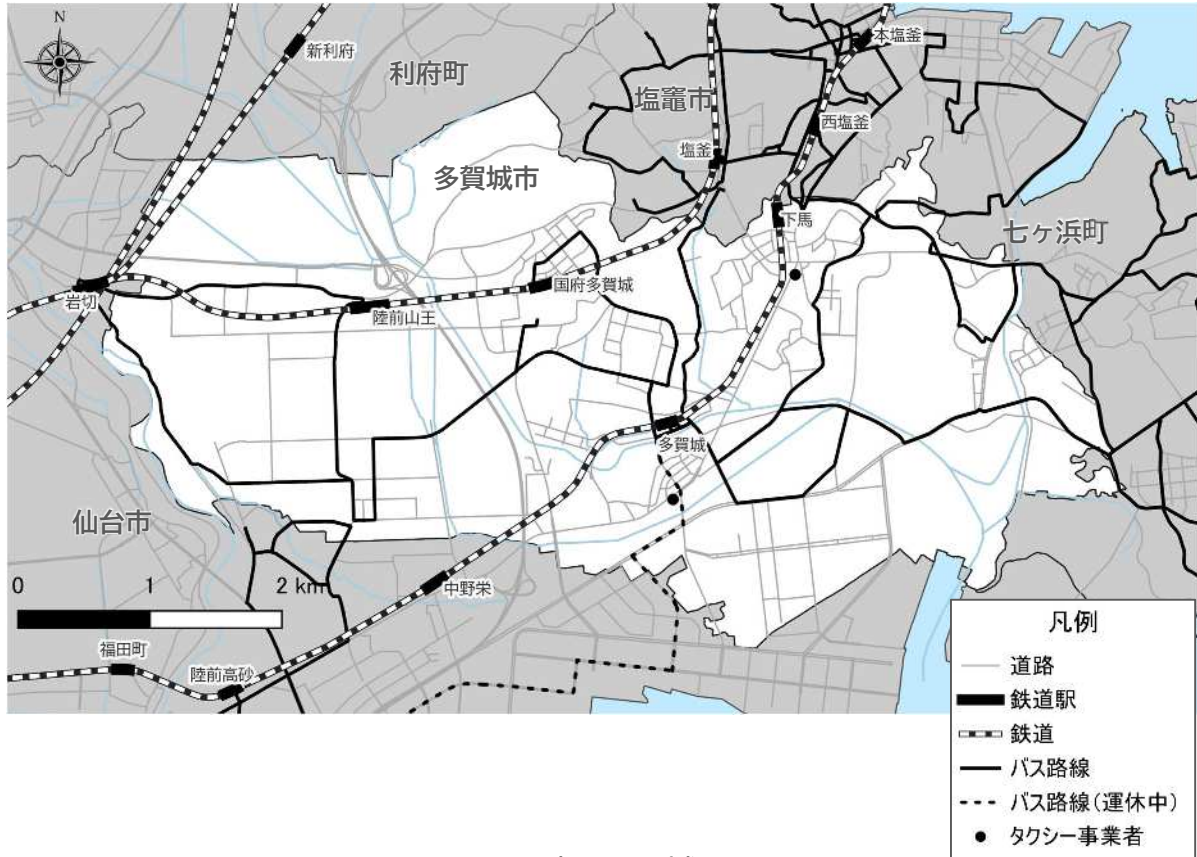 N
本塩釜
新利府
利府町
塩竈市
西塩釜
塩釜
多賀城市
下馬
七ヶ浜町
国府多賀城
岩切
陸前山王
多賀城
仙台市
中野栄
0 1 2 km
福田町
陸前高砂
凡例
道路
鉄道駅
鉄道
バス路線
バス路線(運休中)
タクシー事業者